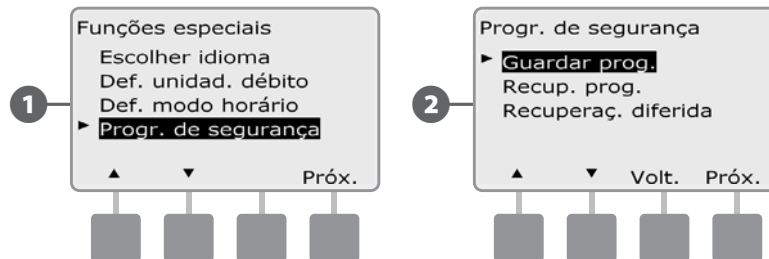 1
Funções especiais
Escolher idioma
Def. unidad. débito
Def. modo horário
► Progr. de segurança
▲ ▼ Próx.
2
Progr. de segurança
► Guardar prog.
Recup. prog.
Recuperaç. diferida
▲ ▼ Volt. Próx.